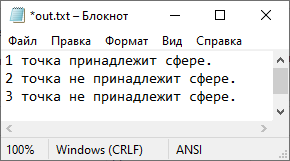 *out.txt – Блокнот
Файл Правка Формат Вид Справка
1 точка принадлежит сфере.
2 точка не принадлежит сфере.
3 точка не принадлежит сфере.
100% Windows (CRLF) ANSI